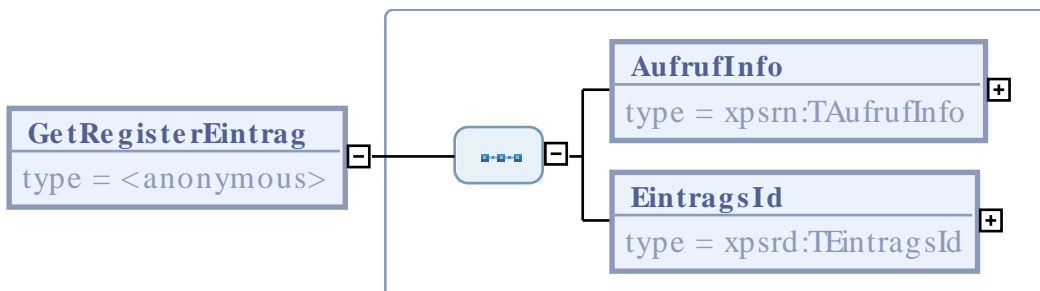 AufrufInfo
type = xpsrn:TAufrufInfo
GetRegisterEintrag
type = <anonymous>
EintragsId
type = xpsrd:TEintragsId